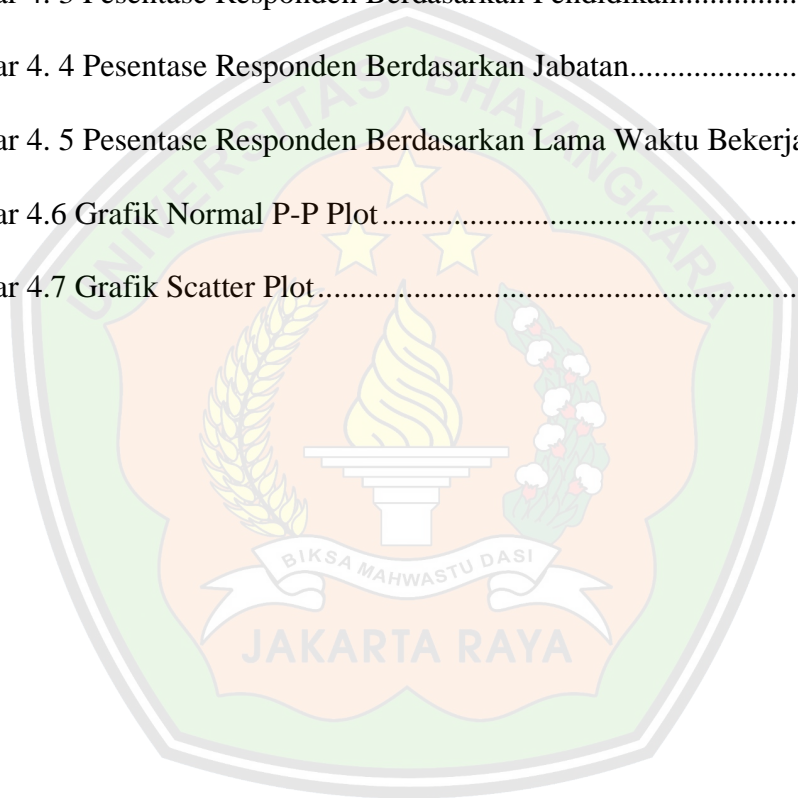 ar 4. 3 Pesentase Responden Berdasarkan Pendidikan...............
ar 4. 4 Pesentase Responden Berdasarkan Jabatan.....................
ar 4. 5 Pesentase Responden Berdasarkan Lama Waktu Bekerja
ar 4.6 Grafik Normal P-P Plot....................................................
ar 4.7 Grafik Scatter Plot............................................................
UNIVERSITAS BHAYANGKARA
BIKSA MAHWASTU DASI
JAKARTA RAYA